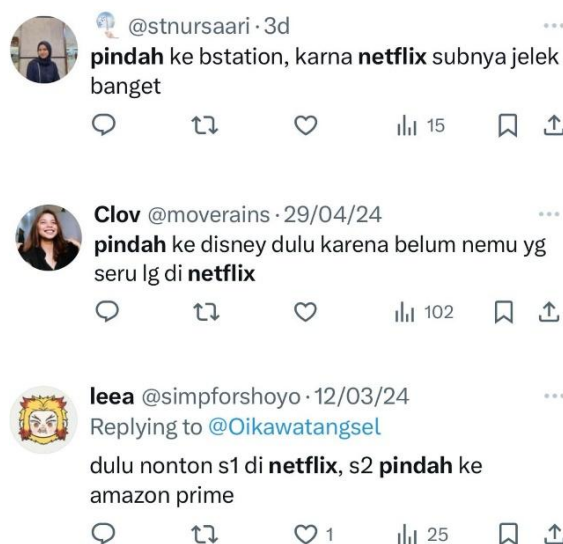 @stnursaari · 3d
pindah ke bstation, karna netflix subnya jelek
banget
15
Clov @moverains · 29/04/24
pindah ke disney dulu karena belum nemu yg
seru lg di netflix
102
leea @simpforshoyo · 12/03/24
Replying to @Oikawatangsel
dulu nonton s1 di netflix, s2 pindah ke
amazon prime
1 25